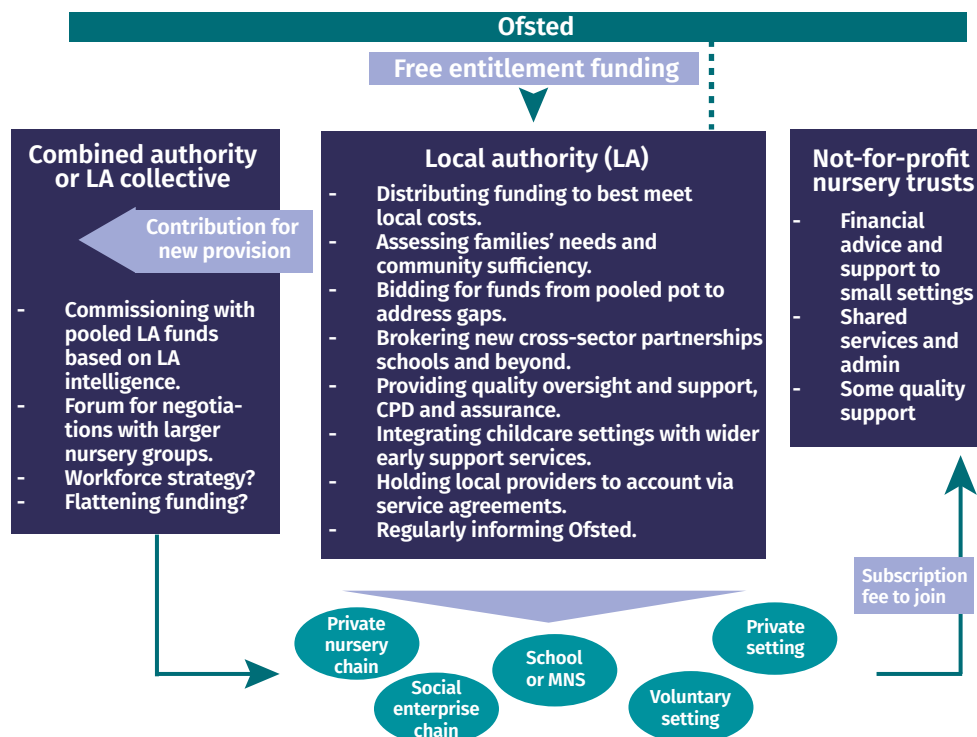 Ofsted
Free entitlement funding
Combined authority
or LA collective
Contribution for
new provision
- Commissioning with
pooled LA funds
based on LA
intelligence.
- Forum for negotia-
tions with larger
nursery groups.
- Workforce strategy?
- Flattening funding?
Local authority (LA)
- Distributing funding to best meet
local costs.
- Assessing families’ needs and
community sufficiency.
- Bidding for funds from pooled pot to
address gaps.
- Brokering new cross-sector partnerships
schools and beyond.
- Providing quality oversight and support,
CPD and assurance.
- Integrating childcare settings with wider
early support services.
- Holding local providers to account via
service agreements.
- Regularly informing Ofsted.
Not-for-profit
nursery trusts
- Financial
advice and
support to
small settings
- Shared
services and
admin
- Some quality
support
Subscription
fee to join
Private
nursery
chain
Social
enterprise
chain
School
or MNS
Voluntary
setting
Private
setting